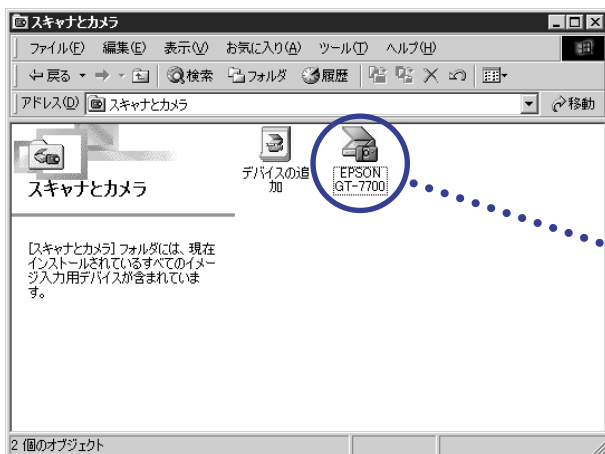 スキャナとカメラ
ファイル(F) 編集(E) 表示(V) お気に入り(A) ツール(T) ヘルプ(H)
戻る 検索 フォルダ 履歴
アドレス(D) スキャナとカメラ 移動
スキャナとカメラ
[スキャナとカメラ] フォルダには、現在
インストールされているすべてのイメー
ジ入力用デバイスが含まれていま
す。
デバイスの追
加
EPSON
GT-7700
2 個のオブジェクト